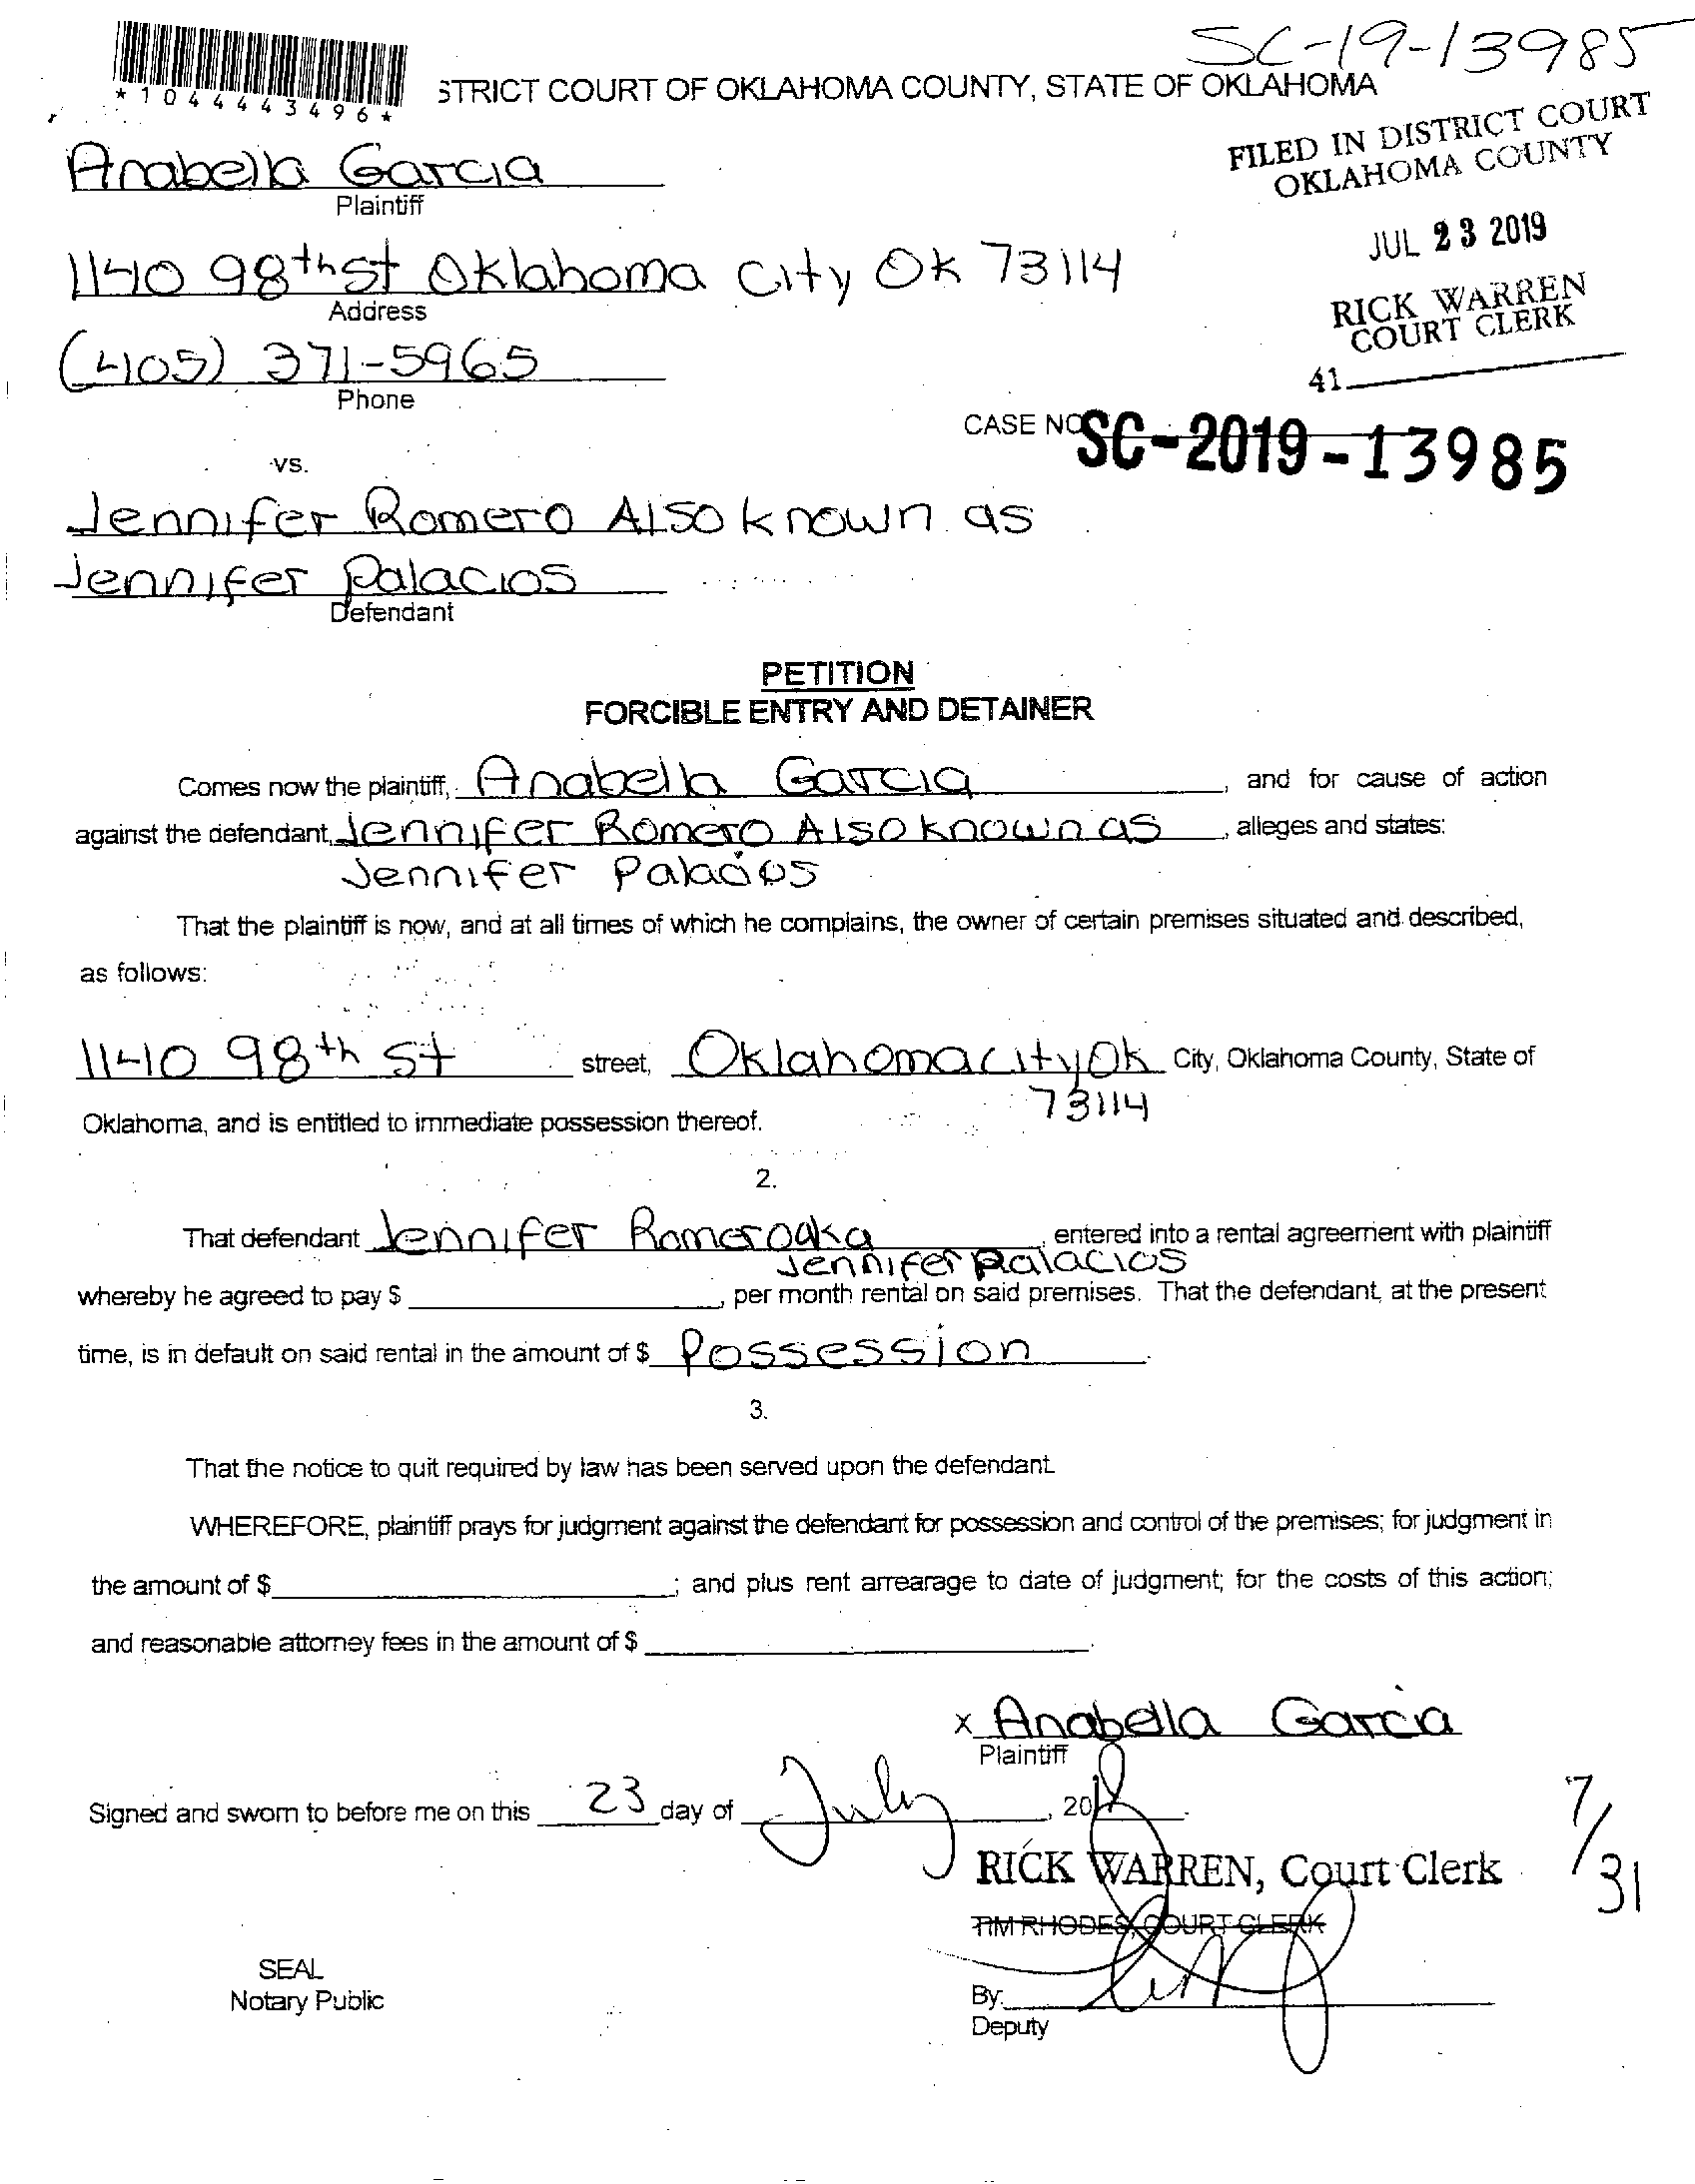 SC-19-13985
*1044443496*
STRICT COURT OF OKLAHOMA COUNTY, STATE OF OKLAHOMA
FILED IN DISTRICT COURT
OKLAHOMA COUNTY
Anabella Garcia
Plaintiff
JUL 23 2019
1140 98th St Oklahoma City OK 73114
Address
RICK WARREN
COURT CLERK
(405) 371-5965
Phone
41
CASE NO SC-2019-13985
vs.
Jennifer Romero Also known as
Jennifer Palacios
Defendant
PETITION
FORCIBLE ENTRY AND DETAINER
Comes now the plaintiff, Anabella Garcia, and for cause of action
against the defendant, Jennifer Romero Also known as, alleges and states:
Jennifer Palacios
That the plaintiff is now, and at all times of which he complains, the owner of certain premises situated and described,
as follows:
1140 98th St street, Oklahoma city Ok City, Oklahoma County, State of
73114
Oklahoma, and is entitled to immediate possession thereof.
2.
That defendant Jennifer Romero aka, entered into a rental agreement with plaintiff
Jennifer Palacios
whereby he agreed to pay $ , per month rental on said premises. That the defendant, at the present
time, is in default on said rental in the amount of $ Possession.
3.
That the notice to quit required by law has been served upon the defendant.
WHEREFORE, plaintiff prays for judgment against the defendant for possession and control of the premises; for judgment in
the amount of $ ; and plus rent arrearage to date of judgment; for the costs of this action;
and reasonable attorney fees in the amount of $ .
x Anabella Garcia
Plaintiff
Signed and sworn to before me on this 23 day of July, 20
7/31
RICK WARREN, Court Clerk
TIM RHODES, COURT CLERK
SEAL
Notary Public
By:
Deputy